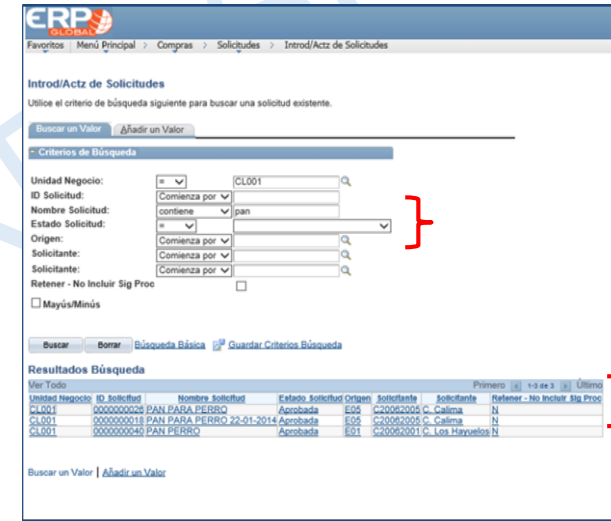 ERP
GLOBAL
Favoritos Menú Principal > Compras > Solicitudes > Introd/Actz de Solicitudes
Introd/Actz de Solicitudes
Utilice el criterio de búsqueda siguiente para buscar una solicitud existente.
Buscar un Valor Añadir un Valor
Criterios de Búsqueda
Unidad Negocio: = CL001
ID Solicitud: Comienza por
Nombre Solicitud: contiene pan
Estado Solicitud: =
Origen: Comienza por
Solicitante: Comienza por
Solicitante: Comienza por
Retener - No Incluir Sig Proc
Mayús/Minús
Buscar Borrar Búsqueda Básica Guardar Criterios Búsqueda
Resultados Búsqueda
Ver Todo Primero 1-3 de 3 Último
Unidad Negocio ID Solicitud Nombre Solicitud Estado Solicitud Origen Solicitante Solicitante Retener - No Incluir Sig Proc
CL001 0000000026 PAN PARA PERRO Aprobada E05 C20062005 C. Calima N
CL001 0000000018 PAN PARA PERRO 22-01-2014 Aprobada E05 C20062005 C. Calima N
CL001 0000000040 PAN PERRO Aprobada E01 C20062001 C. Los Hayuelos N
Buscar un Valor | Añadir un Valor